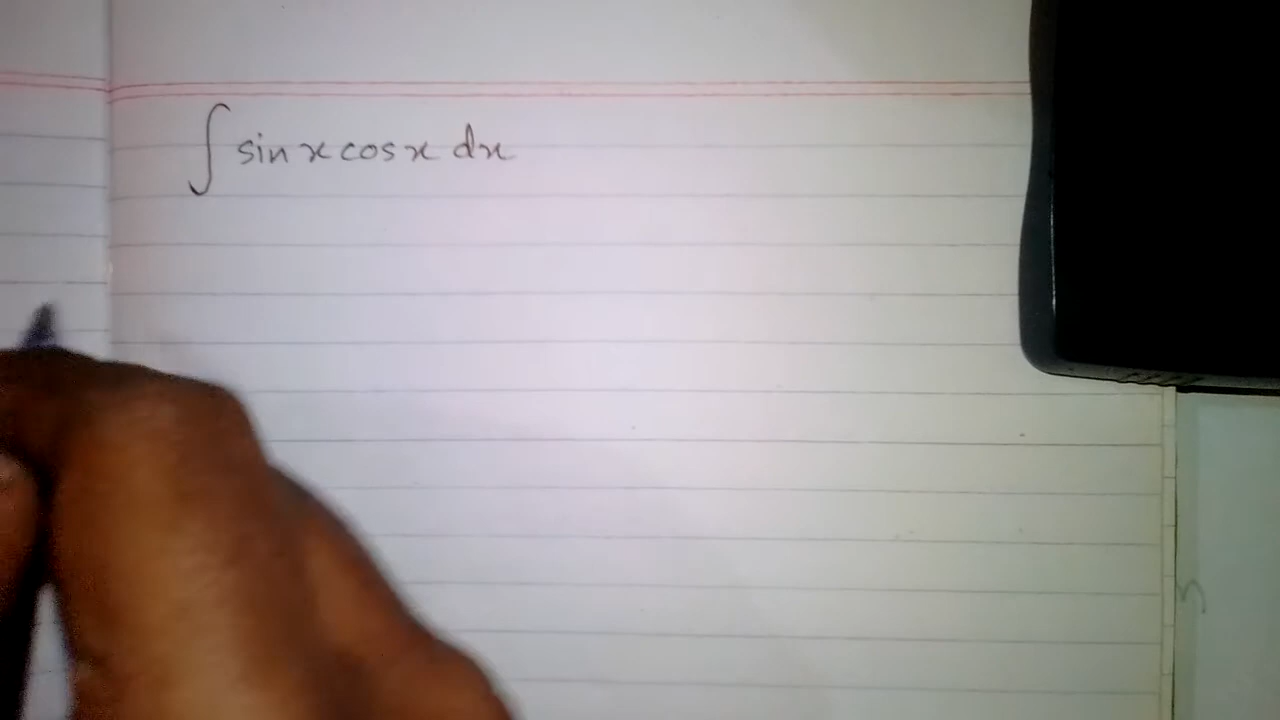 ∫ sin x cos x dx